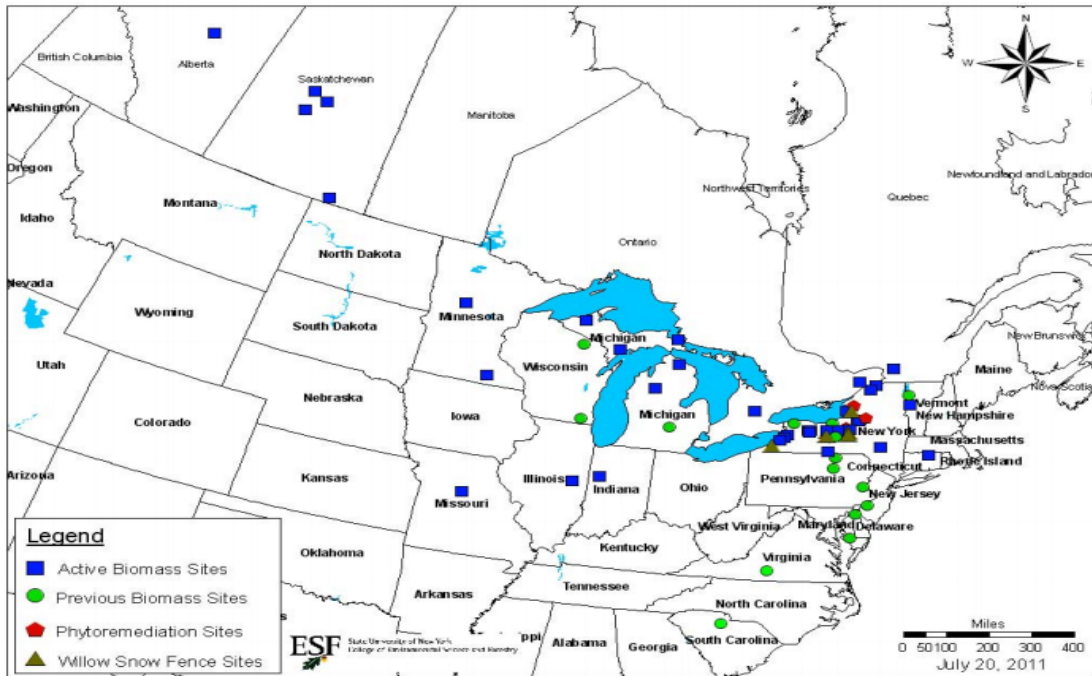 N
W
E
S
British Columbia
Alberta
Saskatchewan
Manitoba
Washington
Oregon
Montana
Northwest Territories
Quebec
Newfoundland and Labrador
Idaho
Ontario
North Dakota
Nevada
Wyoming
South Dakota
Minnesota
Michigan
New Brunswick
Maine
Nova Scotia
Utah
Wisconsin
Nebraska
Iowa
Michigan
Vermont
New Hampshire
New York
Colorado
Massachusetts
Rhode Island
Connecticut
Arizona
Kansas
Missouri
Illinois
Indiana
Ohio
Pennsylvania
New Jersey
West Virginia
Maryland
Delaware
Legend
Active Biomass Sites
Previous Biomass Sites
Phytoremediation Sites
Willow Snow Fence Sites
Oklahoma
Kentucky
Virginia
Tennessee
Arkansas
North Carolina
South Carolina
ippi
Alabama
Georgia
ESF
State University of New York
College of Environmental Science and Forestry
Miles
0 50100 200 300 400
July 20, 2011